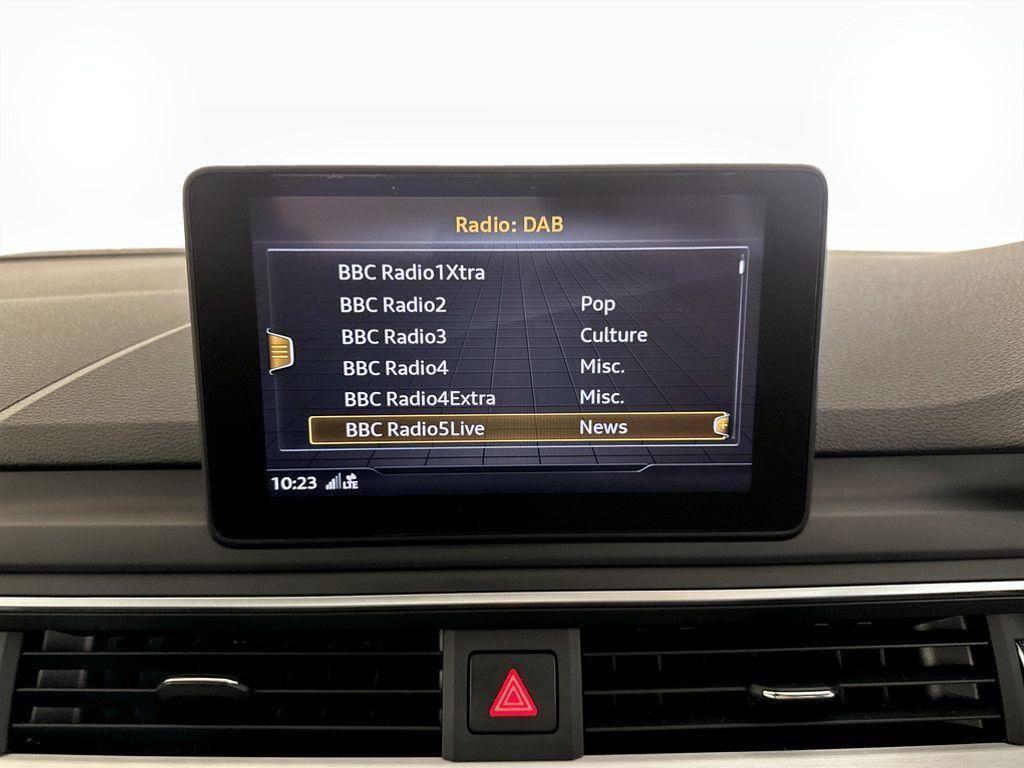 Radio: DAB
BBC Radio1Xtra
BBC Radio2 Pop
BBC Radio3 Culture
BBC Radio4 Misc.
BBC Radio4Extra Misc.
BBC Radio5Live News
10:23 LTE